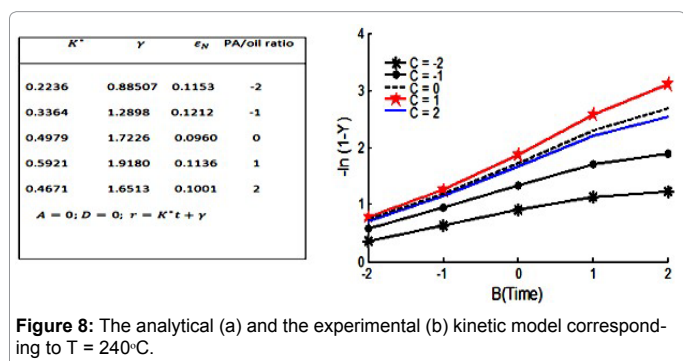 K* γ εN PA/oil ratio
0.2236 0.88507 0.1153 -2
0.3364 1.2898 0.1212 -1
0.4979 1.7226 0.0960 0
0.5921 1.9180 0.1136 1
0.4671 1.6513 0.1001 2
A = 0; D = 0; r = K*t + γ
-ln (1-Y)
4
3
2
1
0
C = -2
C = -1
C = 0
C = 1
C = 2
-2 -1 0 1 2
B(Time)
Figure 8: The analytical (a) and the experimental (b) kinetic model correspond-
ing to T = 240°C.